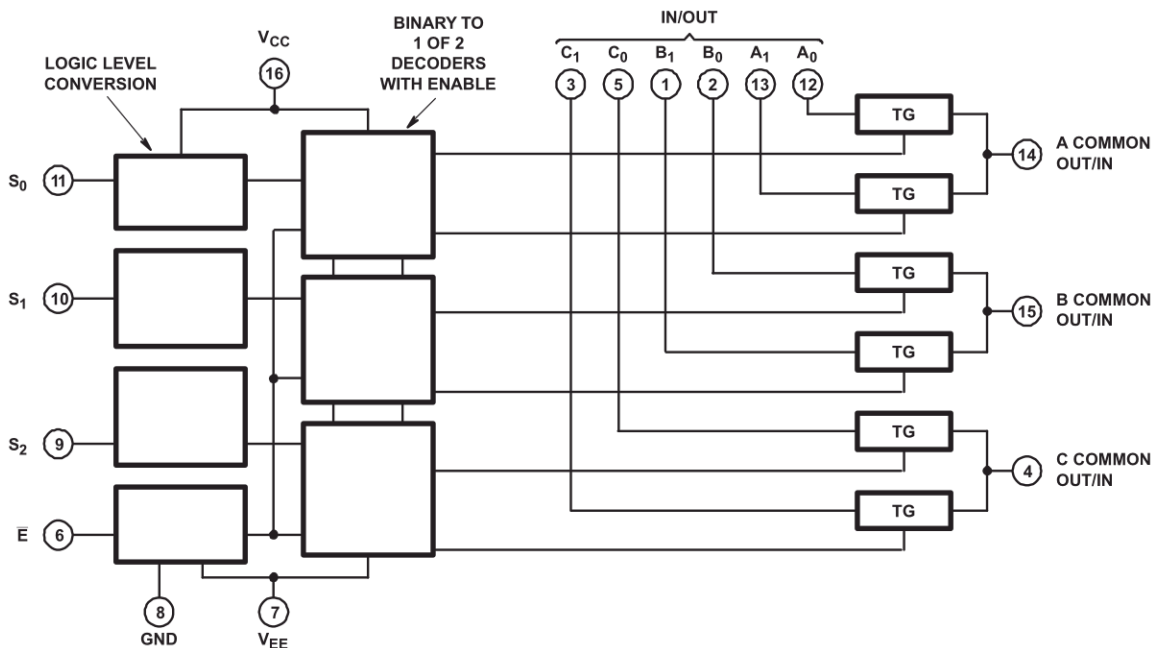 IN/OUT
BINARY TO
1 OF 2
DECODERS
WITH ENABLE
VCC
16
LOGIC LEVEL
CONVERSION
C1 C0 B1 B0 A1 A0
3 5 1 2 13 12
TG
A COMMON
OUT/IN
14
TG
S0 11
TG
B COMMON
OUT/IN
15
TG
S1 10
TG
C COMMON
OUT/IN
4
TG
S2 9
E̅ 6
8
GND
7
VEE